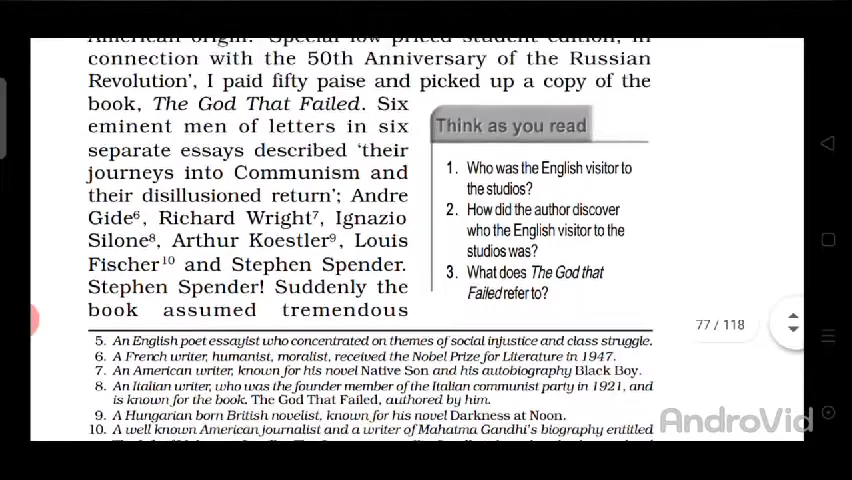 American origin. 'Special low-priced student edition, in
connection with the 50th Anniversary of the Russian
Revolution', I paid fifty paise and picked up a copy of the
book, The God That Failed. Six
eminent men of letters in six
separate essays described 'their
journeys into Communism and
their disillusioned return'; Andre
Gide⁶, Richard Wright⁷, Ignazio
Silone⁸, Arthur Koestler⁹, Louis
Fischer¹⁰ and Stephen Spender.
Stephen Spender! Suddenly the
book assumed tremendous
Think as you read
1. Who was the English visitor to
the studios?
2. How did the author discover
who the English visitor to the
studios was?
3. What does The God that
Failed refer to?
77 / 118
5. An English poet essayist who concentrated on themes of social injustice and class struggle.
6. A French writer, humanist, moralist, received the Nobel Prize for Literature in 1947.
7. An American writer, known for his novel Native Son and his autobiography Black Boy.
8. An Italian writer, who was the founder member of the Italian communist party in 1921, and
is known for the book. The God That Failed, authored by him.
9. A Hungarian born British novelist, known for his novel Darkness at Noon.
10. A well known American journalist and a writer of Mahatma Gandhi's biography entitled
AndroVid